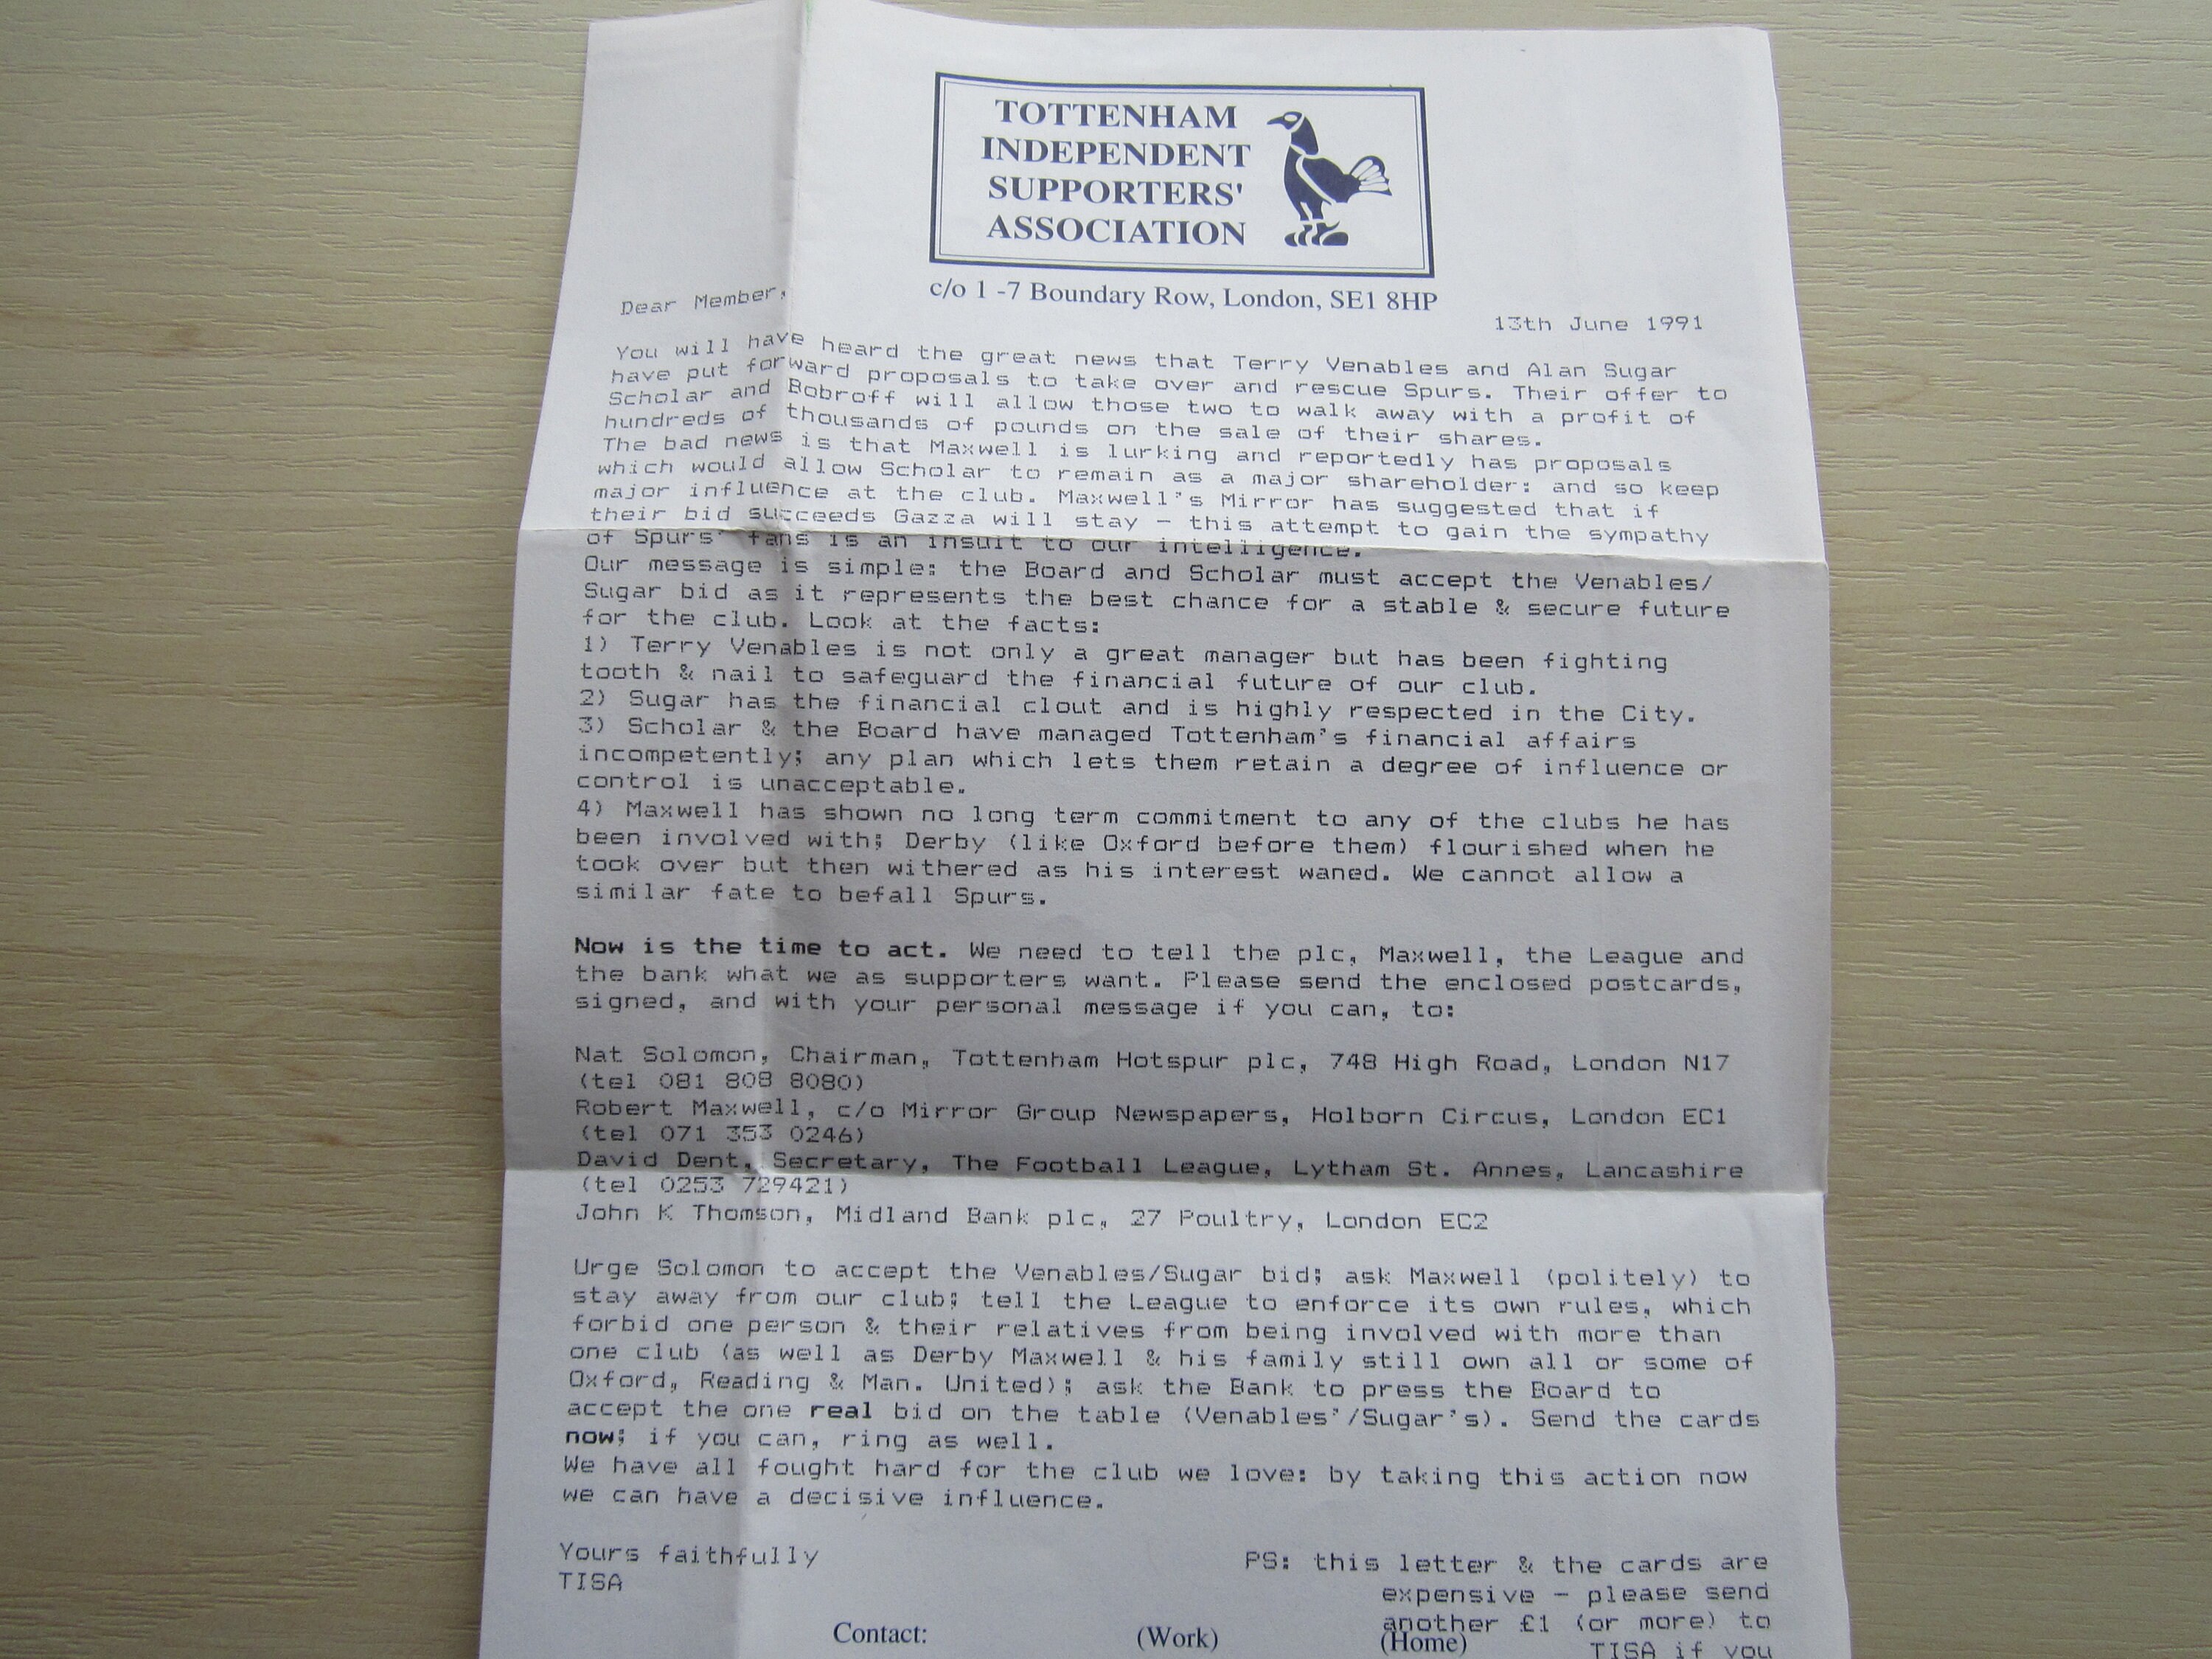 TOTTENHAM
INDEPENDENT
SUPPORTERS'
ASSOCIATION
c/o 1 -7 Boundary Row, London, SE1 8HP
Dear Member,
13th June 1991
You will have heard the great news that Terry Venables and Alan Sugar
have put forward proposals to take over and rescue Spurs. Their offer to
Scholar and Bobroff will allow those two to walk away with a profit of
hundreds of thousands of pounds on the sale of their shares.
The bad news is that Maxwell is lurking and reportedly has proposals
which would allow Scholar to remain as a major shareholder: and so keep
major influence at the club. Maxwell's Mirror has suggested that if
their bid succeeds Gazza will stay - this attempt to gain the sympathy
of Spurs' fans is an insult to our intelligence.
Our message is simple: the Board and Scholar must accept the Venables/
Sugar bid as it represents the best chance for a stable & secure future
for the club. Look at the facts:
1) Terry Venables is not only a great manager but has been fighting
tooth & nail to safeguard the financial future of our club.
2) Sugar has the financial clout and is highly respected in the City.
3) Scholar & the Board have managed Tottenham's financial affairs
incompetently; any plan which lets them retain a degree of influence or
control is unacceptable.
4) Maxwell has shown no long term commitment to any of the clubs he has
been involved with; Derby (like Oxford before them) flourished when he
took over but then withered as his interest waned. We cannot allow a
similar fate to befall Spurs.
Now is the time to act. We need to tell the plc, Maxwell, the League and
the bank what we as supporters want. Please send the enclosed postcards,
signed, and with your personal message if you can, to:
Nat Solomon, Chairman, Tottenham Hotspur plc, 748 High Road, London N17
(tel 081 808 8080)
Robert Maxwell, c/o Mirror Group Newspapers, Holborn Circus, London EC1
(tel 071 353 0246)
David Dent, Secretary, The Football League, Lytham St. Annes, Lancashire
(tel 0253 729421)
John K Thomson, Midland Bank plc, 27 Poultry, London EC2
Urge Solomon to accept the Venables/Sugar bid; ask Maxwell (politely) to
stay away from our club; tell the League to enforce its own rules, which
forbid one person & their relatives from being involved with more than
one club (as well as Derby Maxwell & his family still own all or some of
Oxford, Reading & Man. United); ask the Bank to press the Board to
accept the one real bid on the table (Venables'/Sugar's). Send the cards
now; if you can, ring as well.
We have all fought hard for the club we love: by taking this action now
we can have a decisive influence.
Yours faithfully
TISA
PS: this letter & the cards are
expensive - please send
another £1 (or more) to
TISA if you
Contact: (Work) (Home)